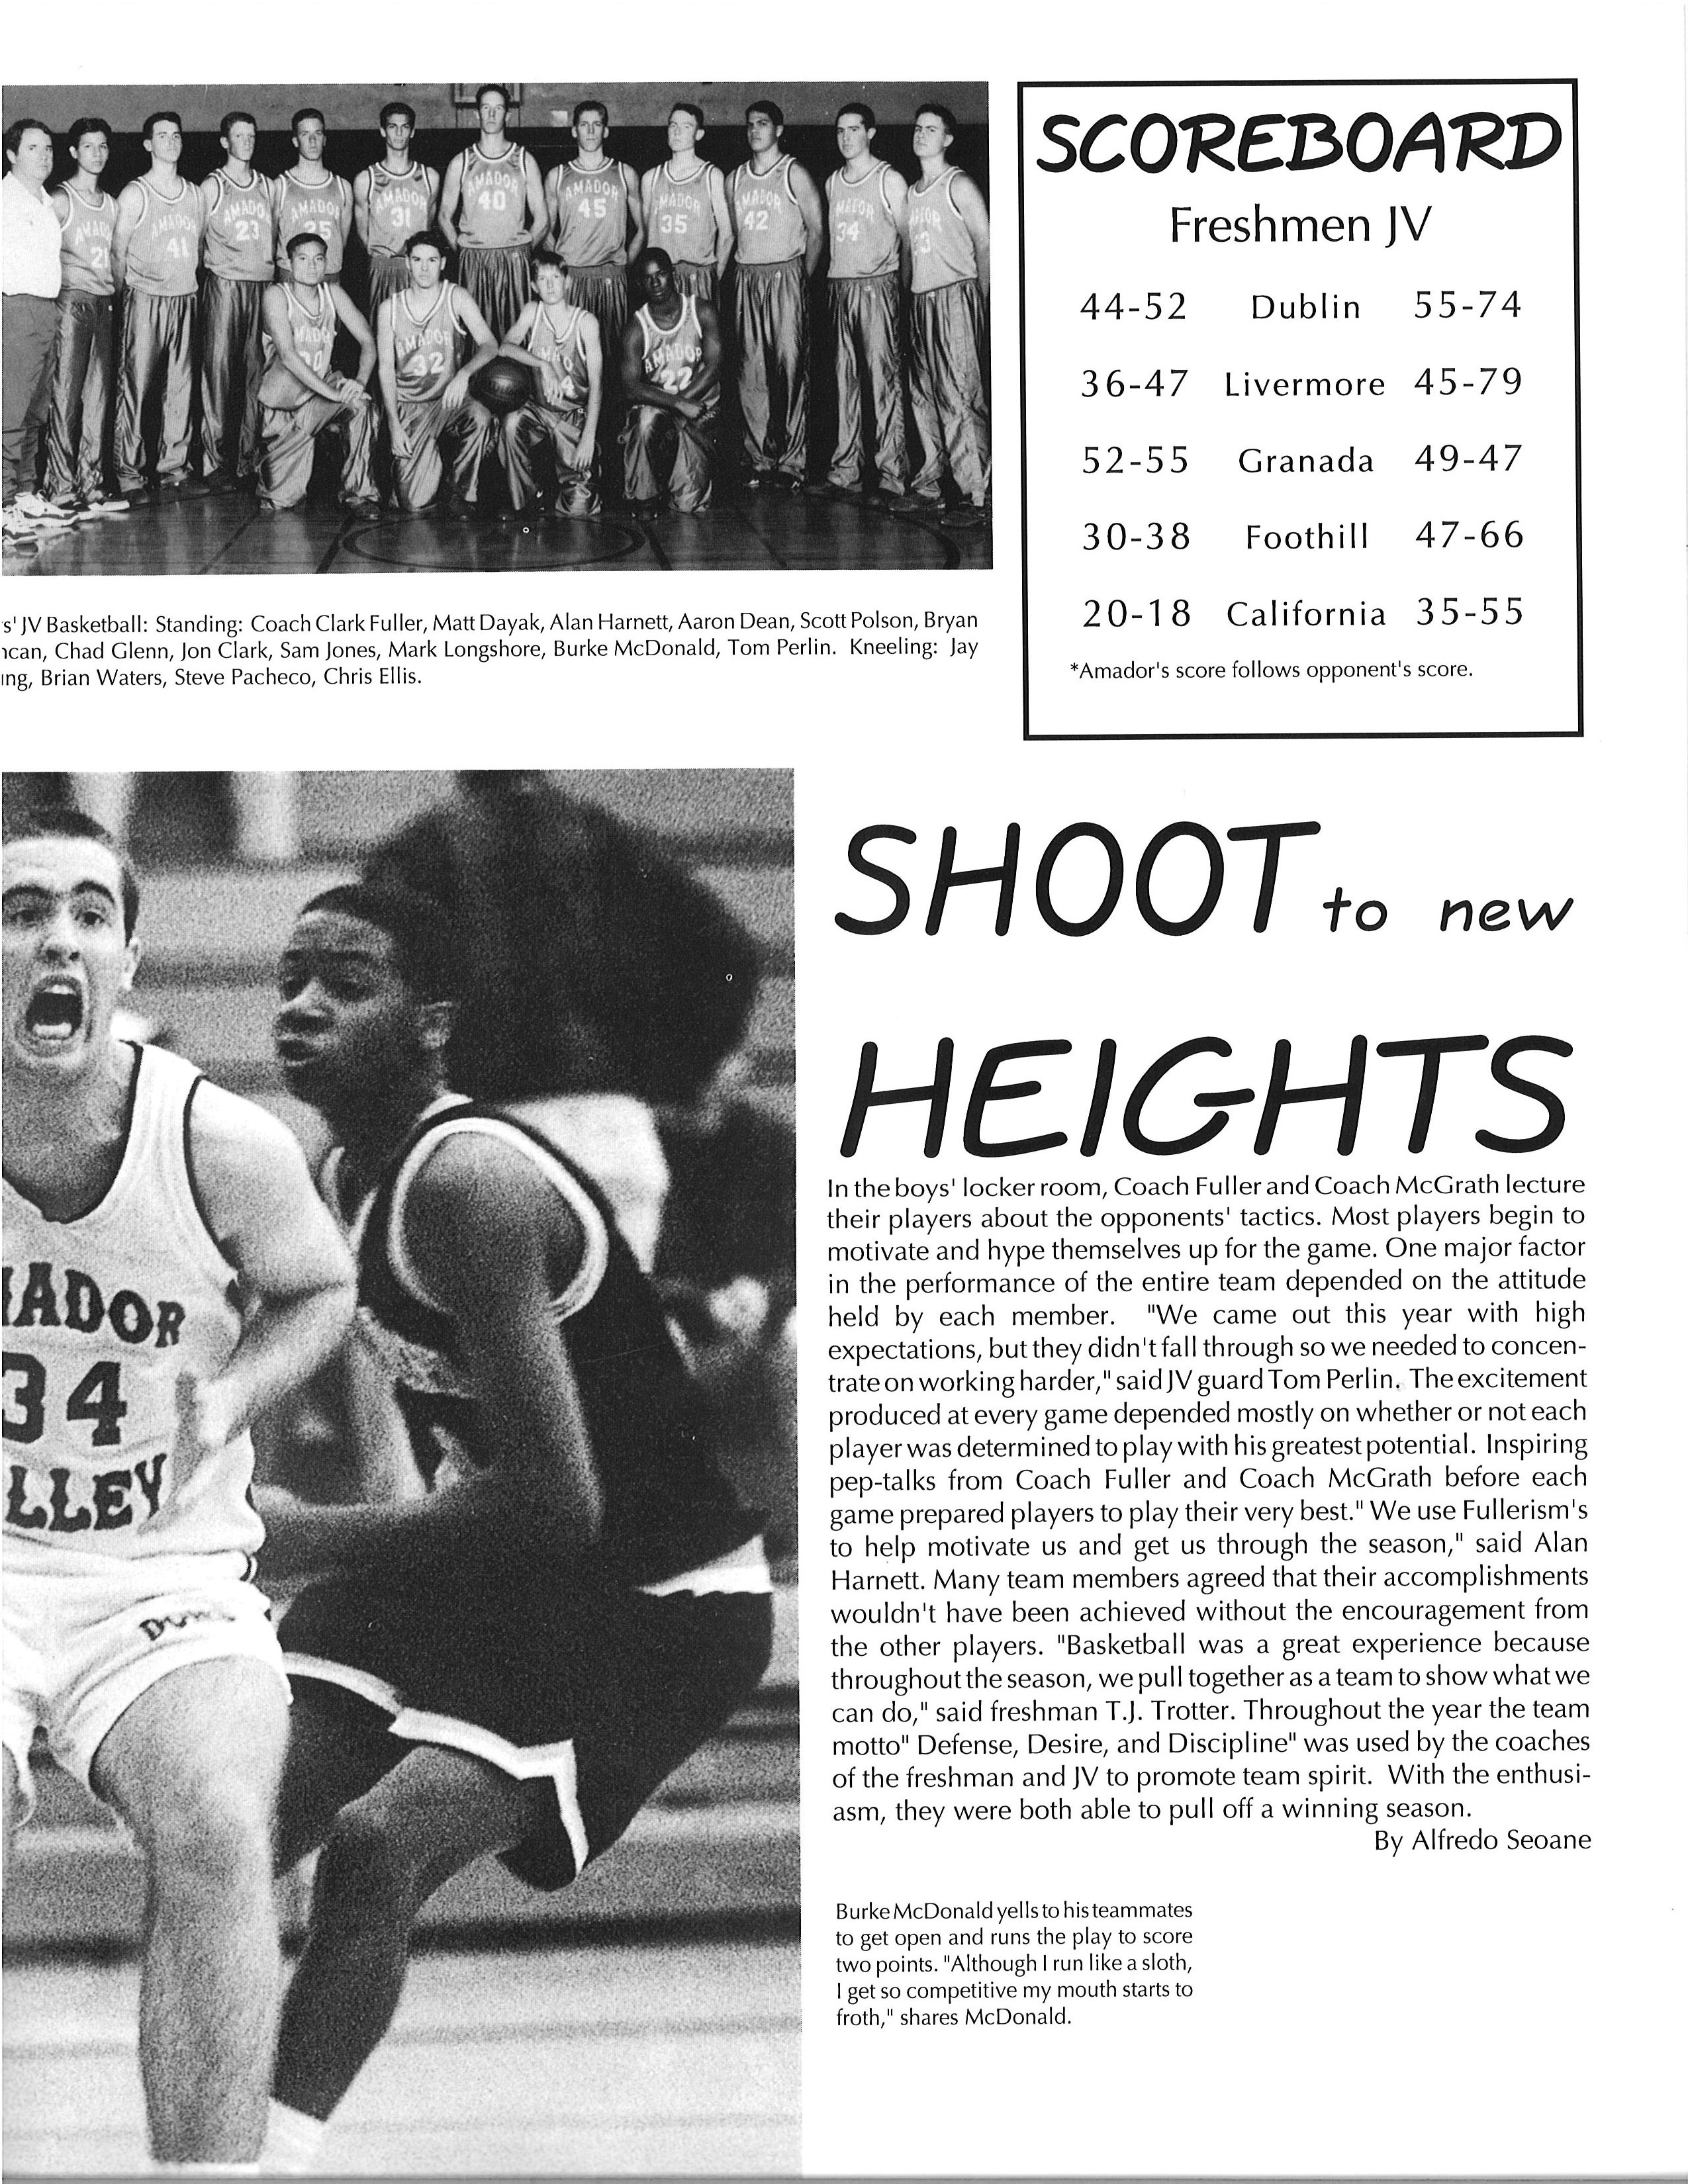 AMADOR
21
AMADOR
41
AMADOR
23
AMADOR
25
AMADOR
31
AMADOR
40
AMADOR
45
AMADOR
35
AMADOR
42
34
AMADOR
32
AMADOR
22
s' JV Basketball: Standing: Coach Clark Fuller, Matt Dayak, Alan Harnett, Aaron Dean, Scott Polson, Bryan
ncan, Chad Glenn, Jon Clark, Sam Jones, Mark Longshore, Burke McDonald, Tom Perlin. Kneeling: Jay
ung, Brian Waters, Steve Pacheco, Chris Ellis.
SCOREBOARD
Freshmen JV
44-52 Dublin 55-74
36-47 Livermore 45-79
52-55 Granada 49-47
30-38 Foothill 47-66
20-18 California 35-55
*Amador's score follows opponent's score.
MADOR
34
LLEY
SHOOT to new
HEIGHTS
In the boys' locker room, Coach Fuller and Coach McGrath lecture
their players about the opponents' tactics. Most players begin to
motivate and hype themselves up for the game. One major factor
in the performance of the entire team depended on the attitude
held by each member. "We came out this year with high
expectations, but they didn't fall through so we needed to concen-
trate on working harder," said JV guard Tom Perlin. The excitement
produced at every game depended mostly on whether or not each
player was determined to play with his greatest potential. Inspiring
pep-talks from Coach Fuller and Coach McGrath before each
game prepared players to play their very best." We use Fullerism's
to help motivate us and get us through the season," said Alan
Harnett. Many team members agreed that their accomplishments
wouldn't have been achieved without the encouragement from
the other players. "Basketball was a great experience because
throughout the season, we pull together as a team to show what we
can do," said freshman T.J. Trotter. Throughout the year the team
motto" Defense, Desire, and Discipline" was used by the coaches
of the freshman and JV to promote team spirit. With the enthusi-
asm, they were both able to pull off a winning season.
By Alfredo Seoane
Burke McDonald yells to his teammates
to get open and runs the play to score
two points. "Although I run like a sloth,
I get so competitive my mouth starts to
froth," shares McDonald.